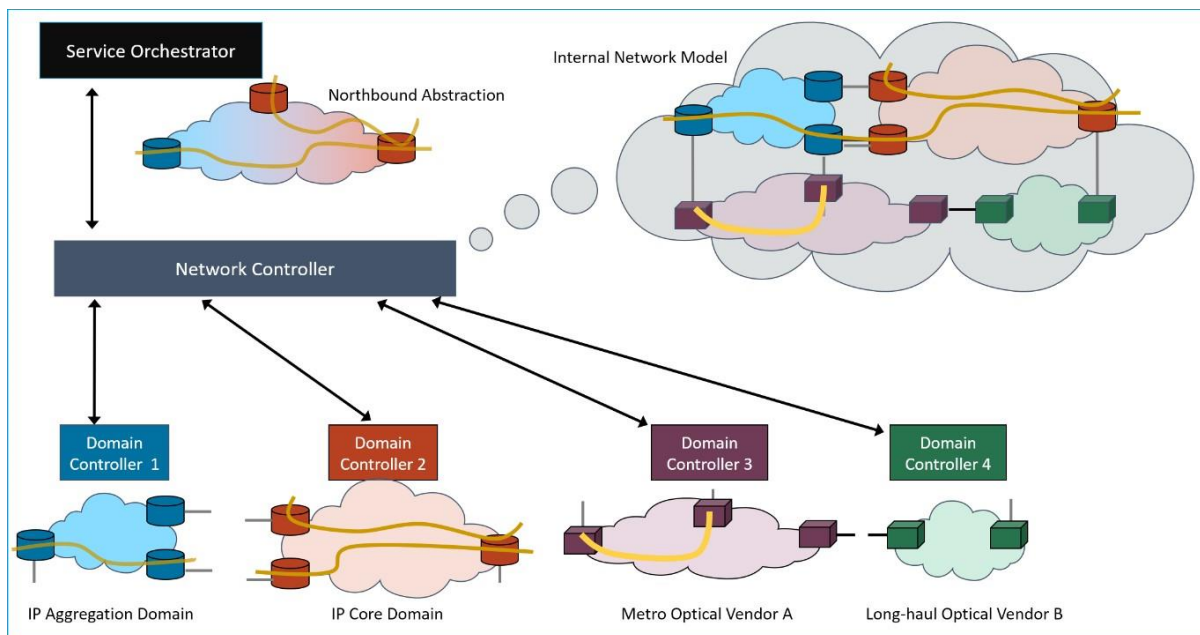 Service Orchestrator
Northbound Abstraction
Internal Network Model
Network Controller
Domain
Controller 1
Domain
Controller 2
Domain
Controller 3
Domain
Controller 4
IP Aggregation Domain
IP Core Domain
Metro Optical Vendor A
Long-haul Optical Vendor B